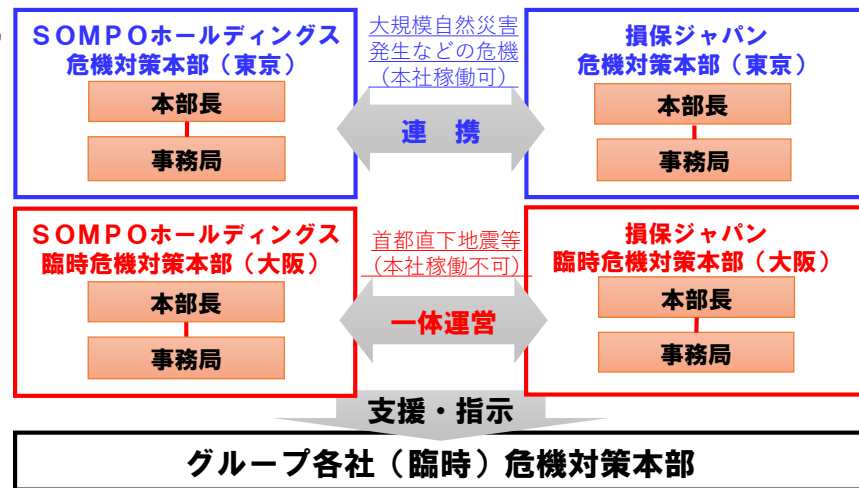 SOMPOホールディングス
危機対策本部（東京）
本部長
事務局
大規模自然災害
発生などの危機
（本社稼働可）
連 携
損保ジャパン
危機対策本部（東京）
本部長
事務局
SOMPOホールディングス
臨時危機対策本部（大阪）
本部長
事務局
首都直下地震等
（本社稼働不可）
一体運営
損保ジャパン
臨時危機対策本部（大阪）
本部長
事務局
支援・指示
グループ各社（臨時）危機対策本部